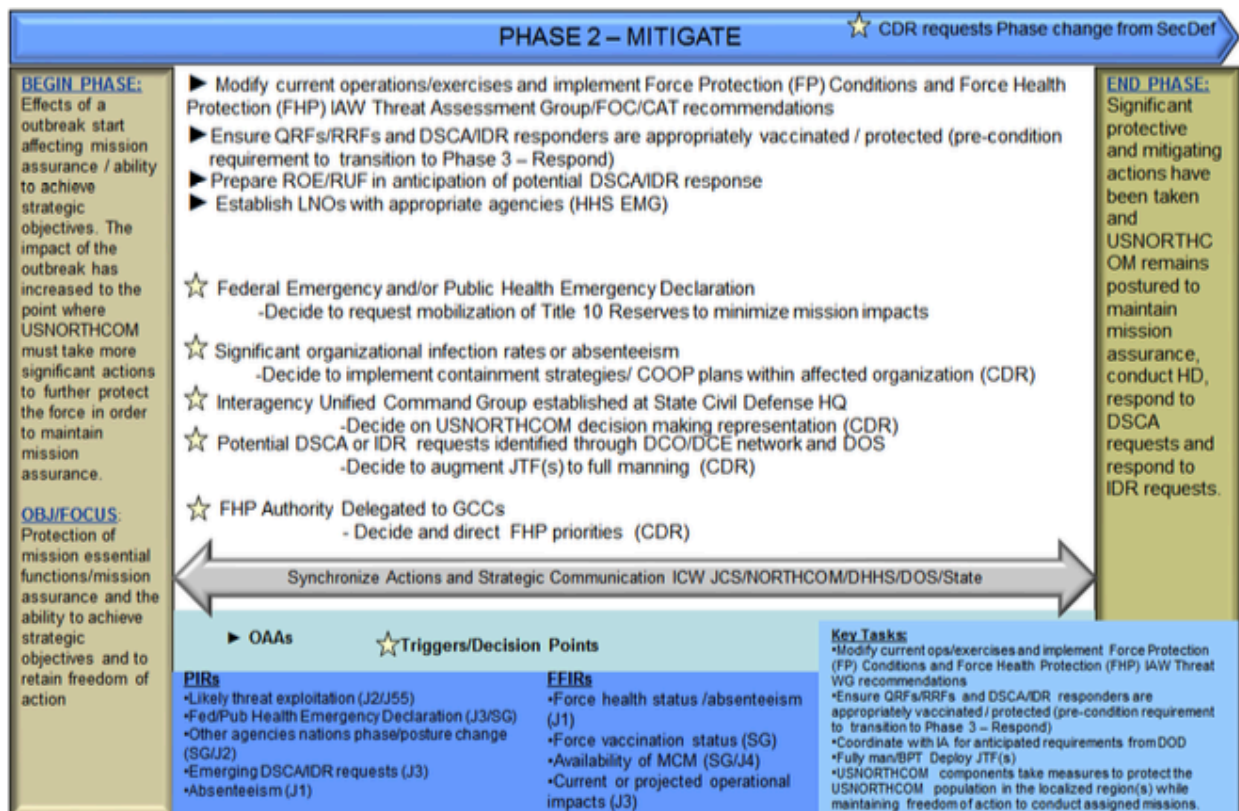 PHASE 2 – MITIGATE
CDR requests Phase change from SecDef
BEGIN PHASE:
Effects of a
outbreak start
affecting mission
assurance / ability
to achieve
strategic
objectives. The
impact of the
outbreak has
increased to the
point where
USNORTHCOM
must take more
significant actions
to further protect
the force in order
to maintain
mission
assurance.
OBJ/FOCUS:
Protection of
mission essential
functions/mission
assurance and the
ability to achieve
strategic
objectives and to
retain freedom of
action
► Modify current operations/exercises and implement Force Protection (FP) Conditions and Force Health
Protection (FHP) IAW Threat Assessment Group/FOC/CAT recommendations
► Ensure QRFs/RRFs and DSCA/IDR responders are appropriately vaccinated / protected (pre-condition
requirement to transition to Phase 3 – Respond)
► Prepare ROE/RUF in anticipation of potential DSCA/IDR response
► Establish LNOs with appropriate agencies (HHS EMG)
Federal Emergency and/or Public Health Emergency Declaration
-Decide to request mobilization of Title 10 Reserves to minimize mission impacts
Significant organizational infection rates or absenteeism
-Decide to implement containment strategies/ COOP plans within affected organization (CDR)
Interagency Unified Command Group established at State Civil Defense HQ
-Decide on USNORTHCOM decision making representation (CDR)
Potential DSCA or IDR requests identified through DCO/DCE network and DOS
-Decide to augment JTF(s) to full manning (CDR)
FHP Authority Delegated to GCCs
- Decide and direct FHP priorities (CDR)
Synchronize Actions and Strategic Communication ICW JCS/NORTHCOM/DHHS/DOS/State
END PHASE:
Significant
protective
and mitigating
actions have
been taken
and
USNORTHC
OM remains
postured to
maintain
mission
assurance,
conduct HD,
respond to
DSCA
requests and
respond to
IDR requests.
► OAAs
Triggers/Decision Points
PIRs
•Likely threat exploitation (J2/J55)
•Fed/Pub Health Emergency Declaration (J3/SG)
•Other agencies nations phase/posture change
(SG/J2)
•Emerging DSCA/IDR requests (J3)
•Absenteeism (J1)
FFIRs
•Force health status /absenteeism
(J1)
•Force vaccination status (SG)
•Availability of MCM (SG/J4)
•Current or projected operational
impacts (J3)
Key Tasks:
•Modify current ops/exercises and implement Force Protection
(FP) Conditions and Force Health Protection (FHP) IAW Threat
WG recommendations
•Ensure QRFs/RRFs and DSCA/IDR responders are
appropriately vaccinated / protected (pre-condition requirement
to transition to Phase 3 – Respond)
•Coordinate with IA for anticipated requirements from DOD
•Fully man/BPT Deploy JTF(s)
•USNORTHCOM components take measures to protect the
USNORTHCOM population in the localized region(s) while
maintaining freedom of action to conduct assigned missions.